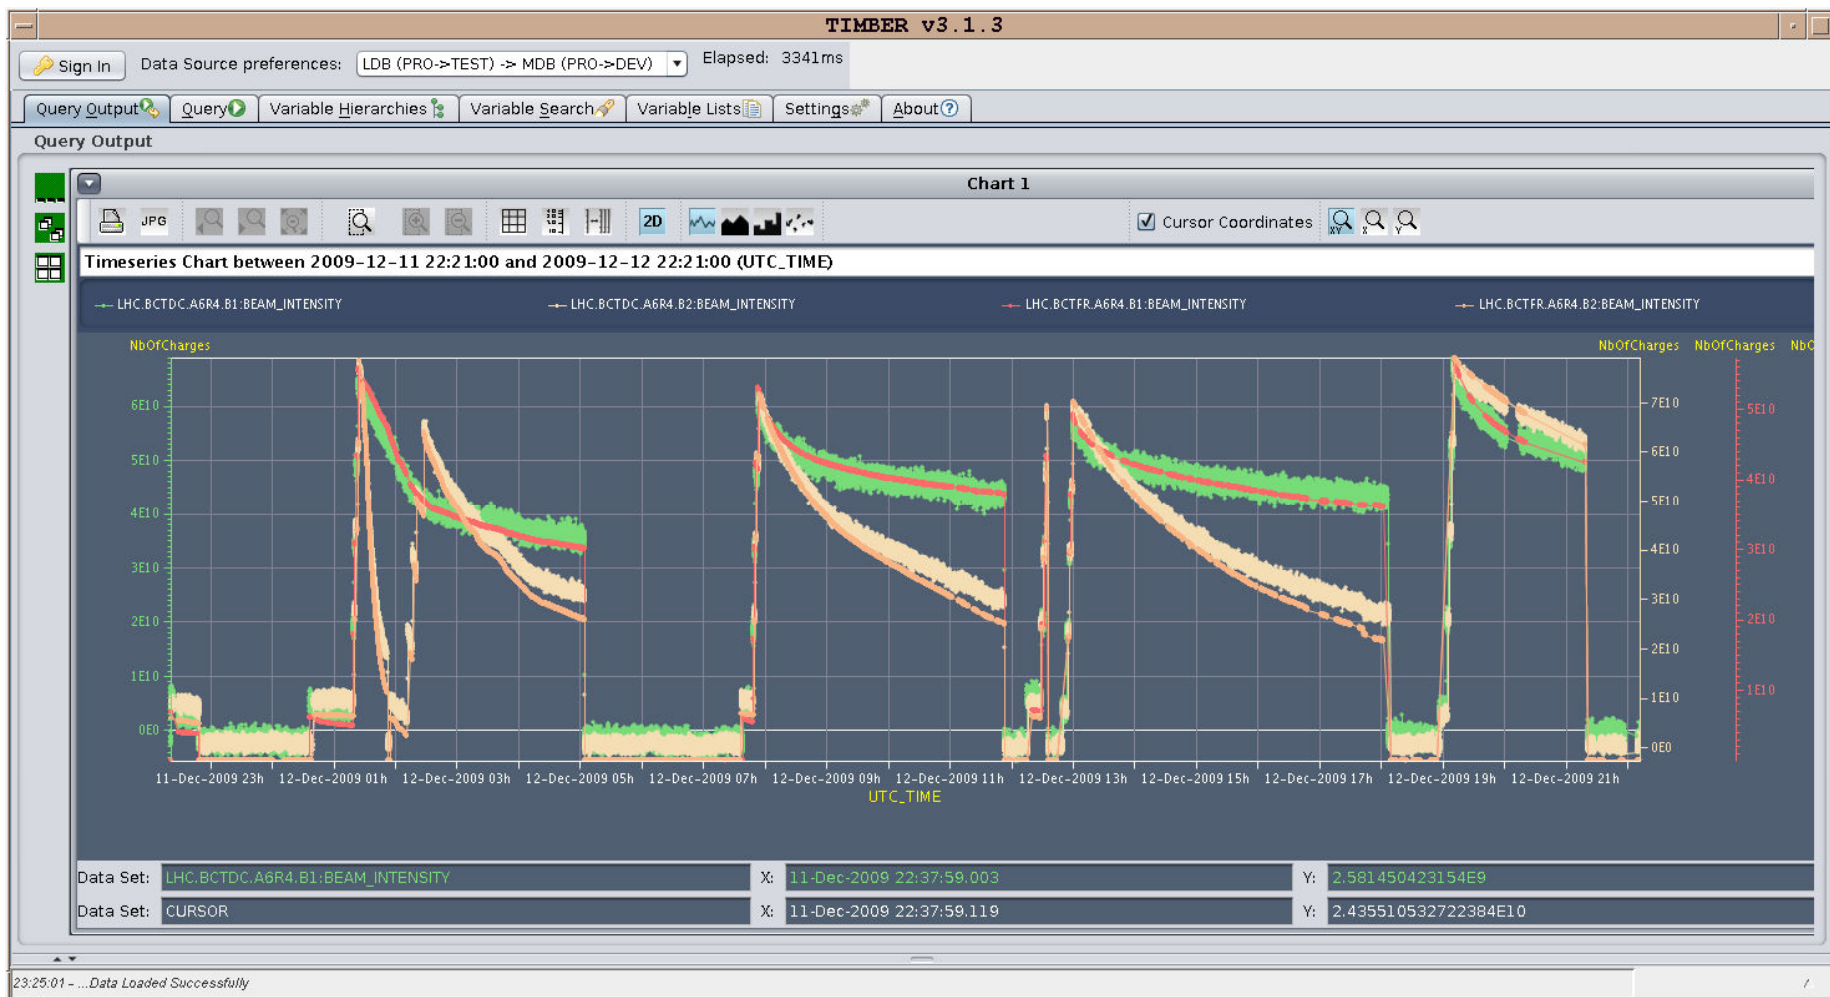 TIMBER v3.1.3
Sign In Data Source preferences: LDB (PRO->TEST) -> MDB (PRO->DEV) Elapsed: 3341ms
Query Output Query Variable Hierarchies Variable Search Variable Lists Settings About
Query Output
Chart 1
JPG 2D Cursor Coordinates XY X Y
Timeseries Chart between 2009-12-11 22:21:00 and 2009-12-12 22:21:00 (UTC_TIME)
LHC.BCTDC.A6R4.B1:BEAM_INTENSITY LHC.BCTDC.A6R4.B2:BEAM_INTENSITY LHC.BCTFR.A6R4.B1:BEAM_INTENSITY LHC.BCTFR.A6R4.B2:BEAM_INTENSITY
NbOfCharges NbOfCharges NbOfCharges NbO
6E10 7E10 5E10
5E10 6E10
4E10 5E10 4E10
3E10 4E10 3E10
2E10 3E10 2E10
1E10 2E10 1E10
0E0 1E10
0E0
11-Dec-2009 23h 12-Dec-2009 01h 12-Dec-2009 03h 12-Dec-2009 05h 12-Dec-2009 07h 12-Dec-2009 09h 12-Dec-2009 11h 12-Dec-2009 13h 12-Dec-2009 15h 12-Dec-2009 17h 12-Dec-2009 19h 12-Dec-2009 21h
UTC_TIME
Data Set: LHC.BCTDC.A6R4.B1:BEAM_INTENSITY X: 11-Dec-2009 22:37:59.003 Y: 2.581450423154E9
Data Set: CURSOR X: 11-Dec-2009 22:37:59.119 Y: 2.435510532722384E10
23:25:01 - ...Data Loaded Successfully